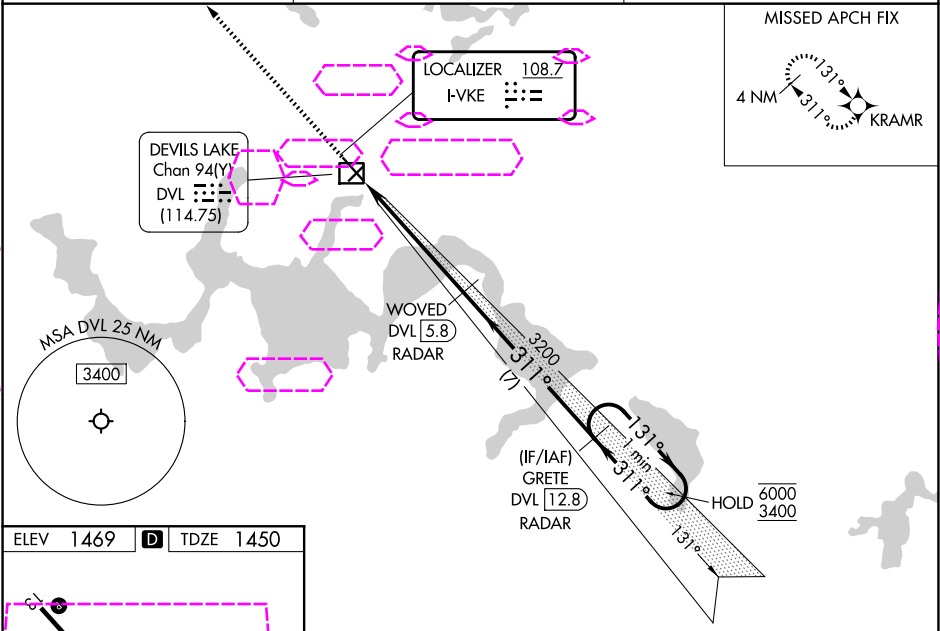 MISSED APCH FIX
131°
4 NM
311°
KRAMR
LOCALIZER 108.7
I-VKE
DEVILS LAKE
Chan 94(Y)
DVL
(114.75)
MSA DVL 25 NM
3400
WOVED
DVL 5.8
RADAR
3200
311°
(7)
131°
1 min
311°
(IF/IAF)
GRETE
DVL 12.8
RADAR
HOLD 6000
3400
131°
ELEV 1469 D TDZE 1450
13